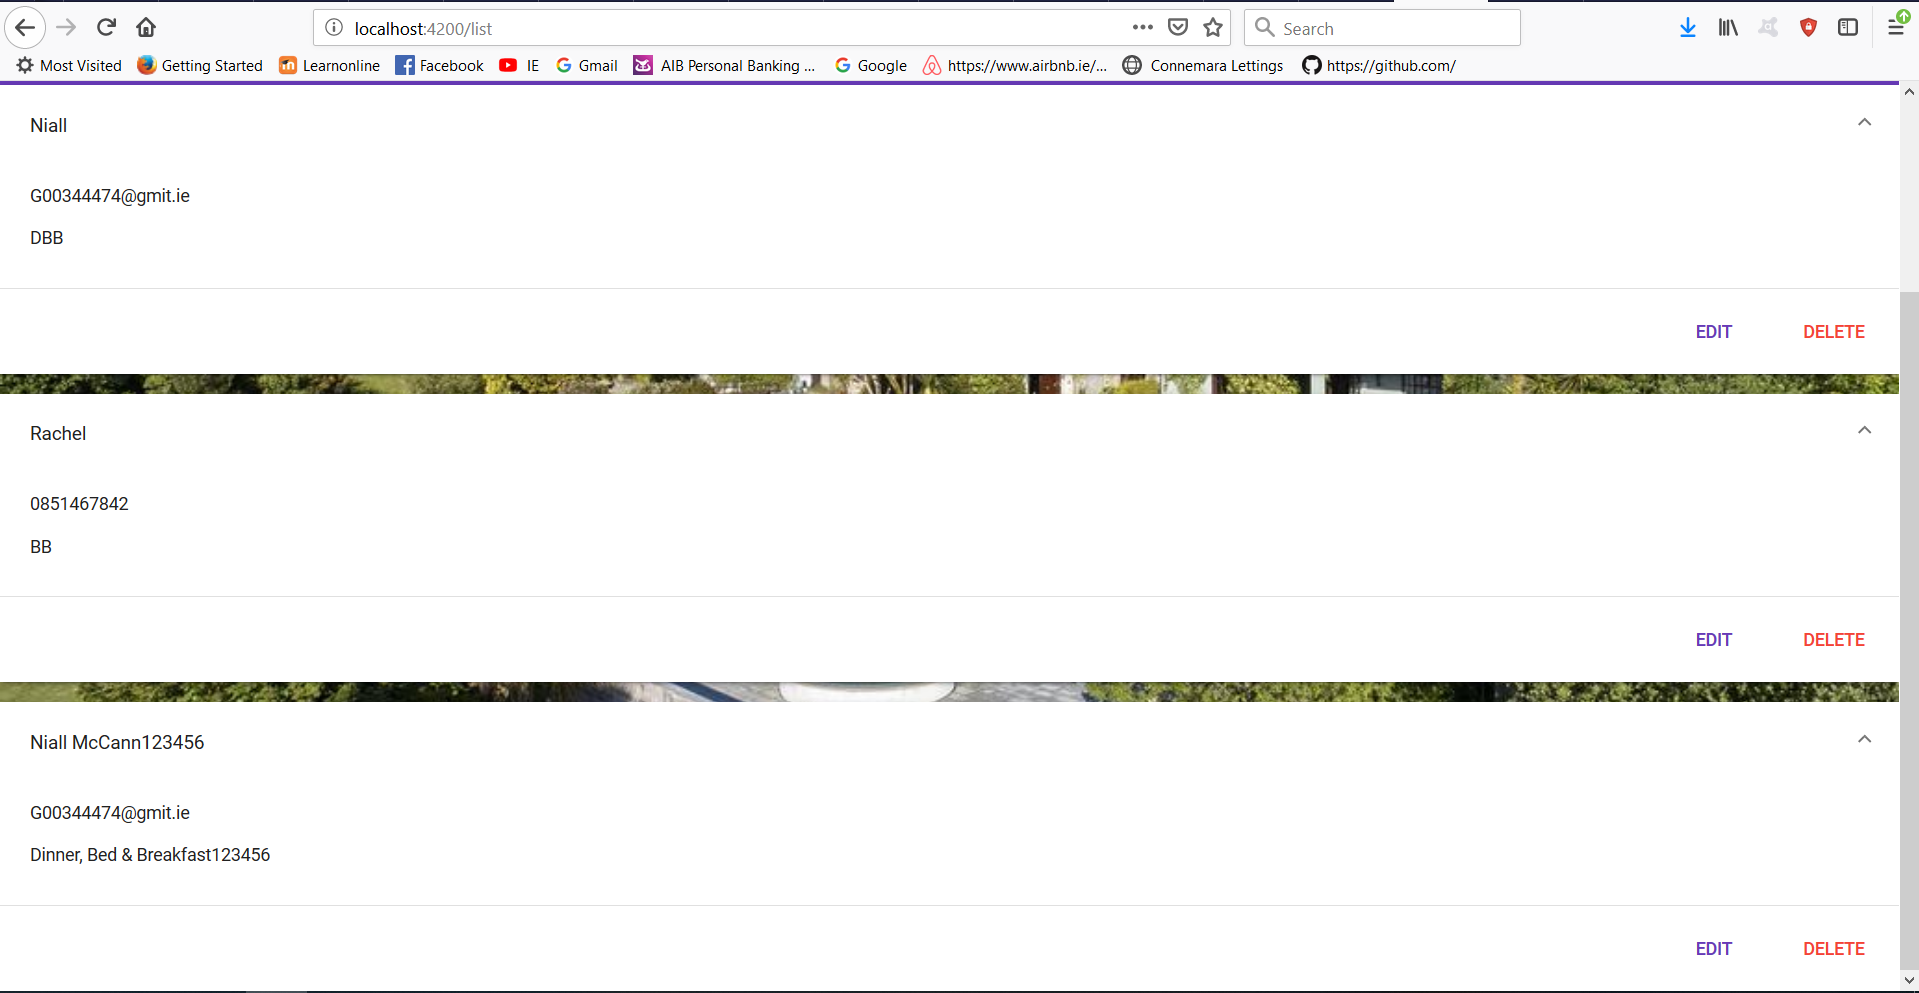 localhost:4200/list
Search
Most Visited Getting Started Learnonline Facebook IE Gmail AIB Personal Banking ... Google https://www.airbnb.ie/... Connemara Lettings https://github.com/
Niall
G00344474@gmit.ie
DBB
EDIT DELETE
Rachel
0851467842
BB
EDIT DELETE
Niall McCann123456
G00344474@gmit.ie
Dinner, Bed & Breakfast123456
EDIT DELETE